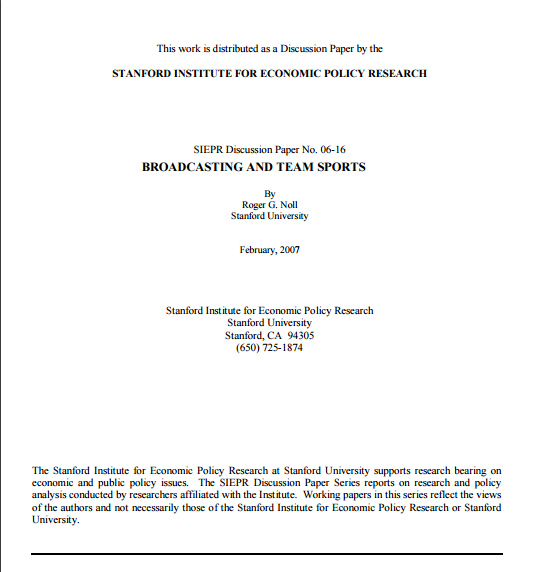 This work is distributed as a Discussion Paper by the
STANFORD INSTITUTE FOR ECONOMIC POLICY RESEARCH
SIEPR Discussion Paper No. 06-16
BROADCASTING AND TEAM SPORTS
By
Roger G. Noll
Stanford University
February, 2007
Stanford Institute for Economic Policy Research
Stanford University
Stanford, CA 94305
(650) 725-1874
The Stanford Institute for Economic Policy Research at Stanford University supports research bearing on
economic and public policy issues. The SIEPR Discussion Paper Series reports on research and policy
analysis conducted by researchers affiliated with the Institute. Working papers in this series reflect the views
of the authors and not necessarily those of the Stanford Institute for Economic Policy Research or Stanford
University.